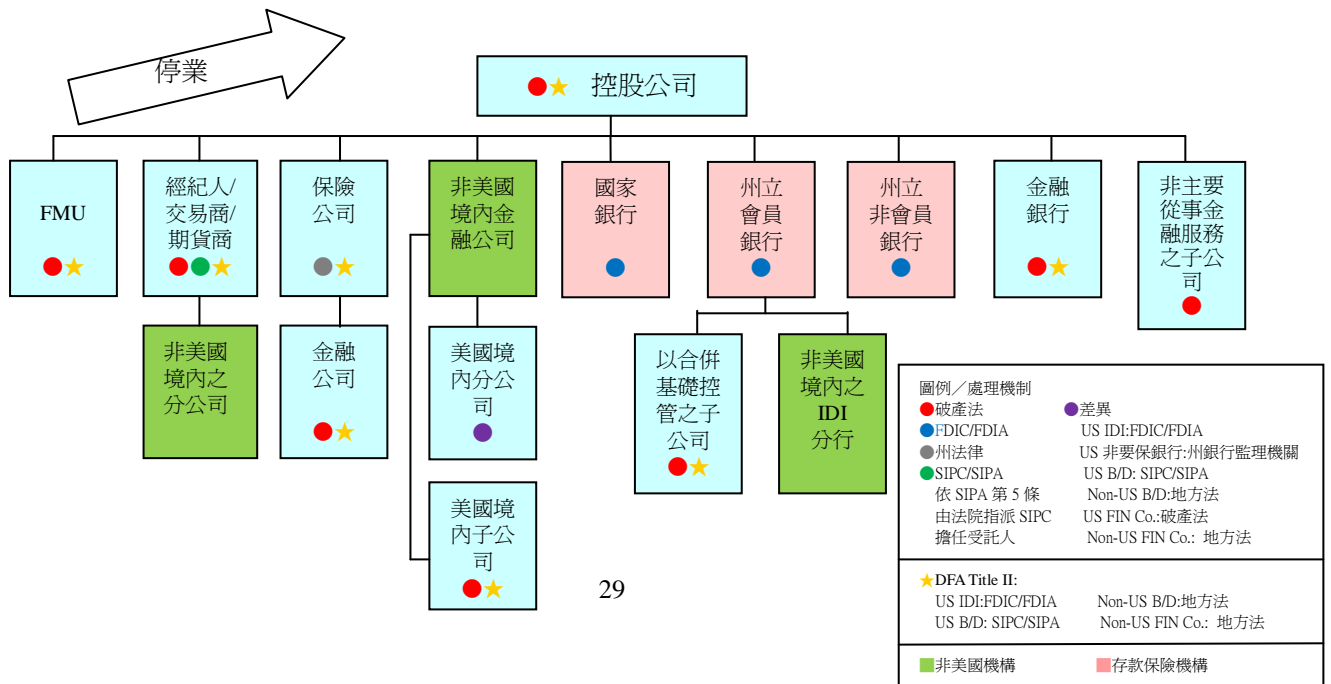 停業
控股公司
FMU
經紀人/
交易商/
期貨商
保險
公司
非美國
境內金
融公司
國家
銀行
州立
會員
銀行
州立
非會員
銀行
金融
銀行
非主要
從事金
融服務
之子公
司
非美國
境內之
分公司
金融
公司
美國境
內分公
司
以合併
基礎控
管之子
公司
非美國
境內之
IDI
分行
美國境
內子公
司
29
圖例／處理機制
破產法
FDIC/FDIA
州法律
SIPC/SIPA
依 SIPA 第 5 條
由法院指派 SIPC
擔任受託人
差異
US IDI:FDIC/FDIA
US 非要保銀行:州銀行監理機關
US B/D: SIPC/SIPA
Non-US B/D:地方法
US FIN Co.:破產法
Non-US FIN Co.: 地方法
DFA Title II:
US IDI:FDIC/FDIA
US B/D: SIPC/SIPA
Non-US B/D:地方法
Non-US FIN Co.: 地方法
非美國機構
存款保險機構